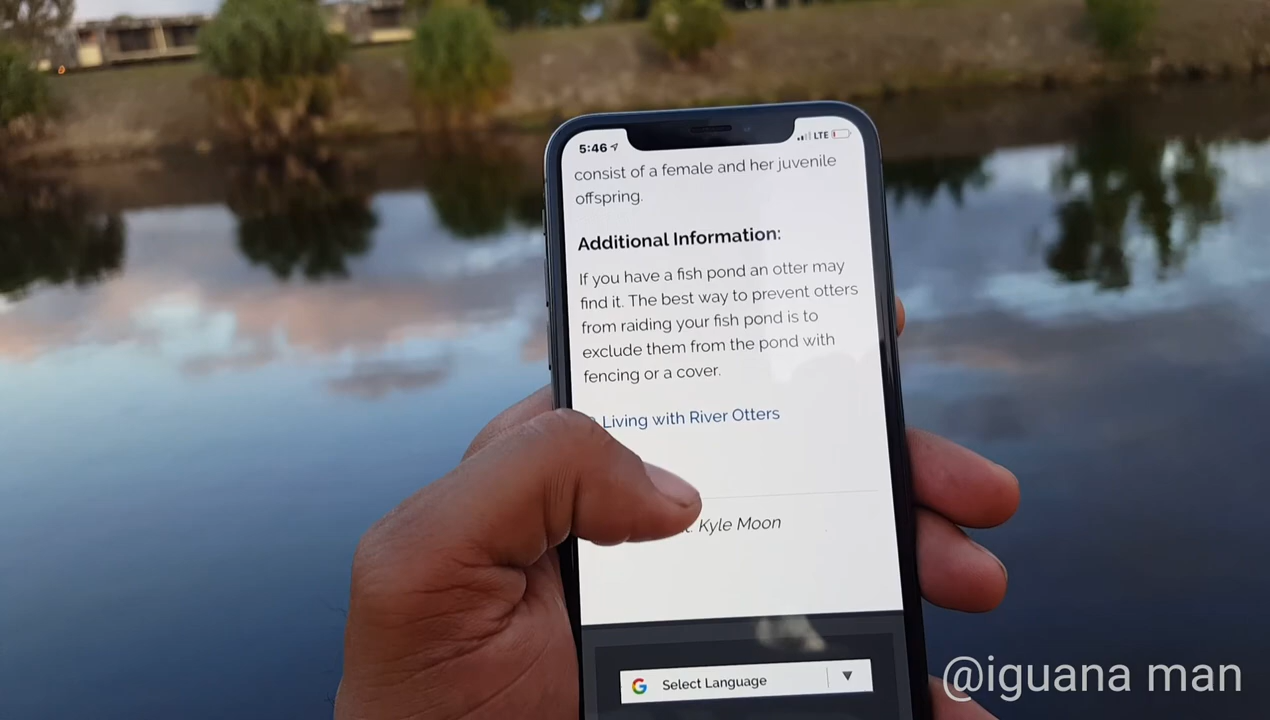 5:46
LTE
consist of a female and her juvenile
offspring.
Additional Information:
If you have a fish pond an otter may
find it. The best way to prevent otters
from raiding your fish pond is to
exclude them from the pond with
fencing or a cover.
Living with River Otters
Kyle Moon
Select Language
@iguana man